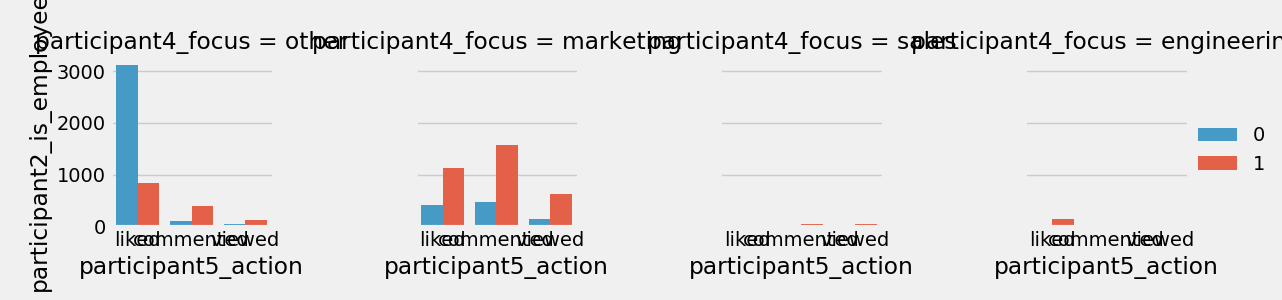 participant4_focus = other
participant4_focus = marketing
participant4_focus = sales
participant4_focus = engineerin
participant2_is_employee
3000
2000
1000
0
liked commented viewed
liked commented viewed
liked commented viewed
liked commented viewed
participant5_action
participant5_action
participant5_action
participant5_action
0
1